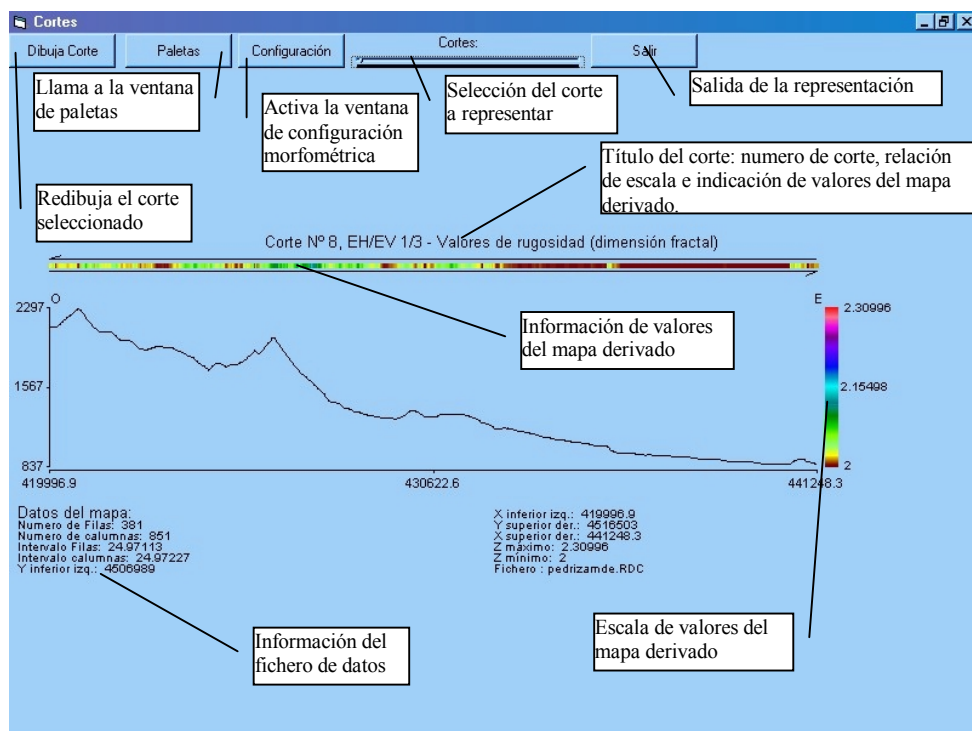 Cortes
Dibuja Corte
Paletas
Configuración
Cortes:
Salir
Llama a la ventana
de paletas
Activa la ventana
de configuración
morfométrica
Selección del corte
a representar
Salida de la representación
Redibuja el corte
seleccionado
Título del corte: numero de corte, relación
de escala e indicación de valores del mapa
derivado.
Corte Nº 8, EH/EV 1/3 - Valores de rugosidad (dimensión fractal)
O
E
2297
1567
837
2.30996
2.15498
2
Información de valores
del mapa derivado
419996.9
430622.6
441248.3
Datos del mapa:
Numero de Filas: 381
Numero de columnas: 851
Intervalo Filas: 24.97113
Intervalo columnas: 24.97227
Y inferior izq.: 4506989
X inferior izq.: 419996.9
Y superior der.: 4516503
X superior der.: 441248.3
Z máximo: 2.30996
Z mínimo: 2
Fichero : pedrizamde.RDC
Información del
fichero de datos
Escala de valores del
mapa derivado